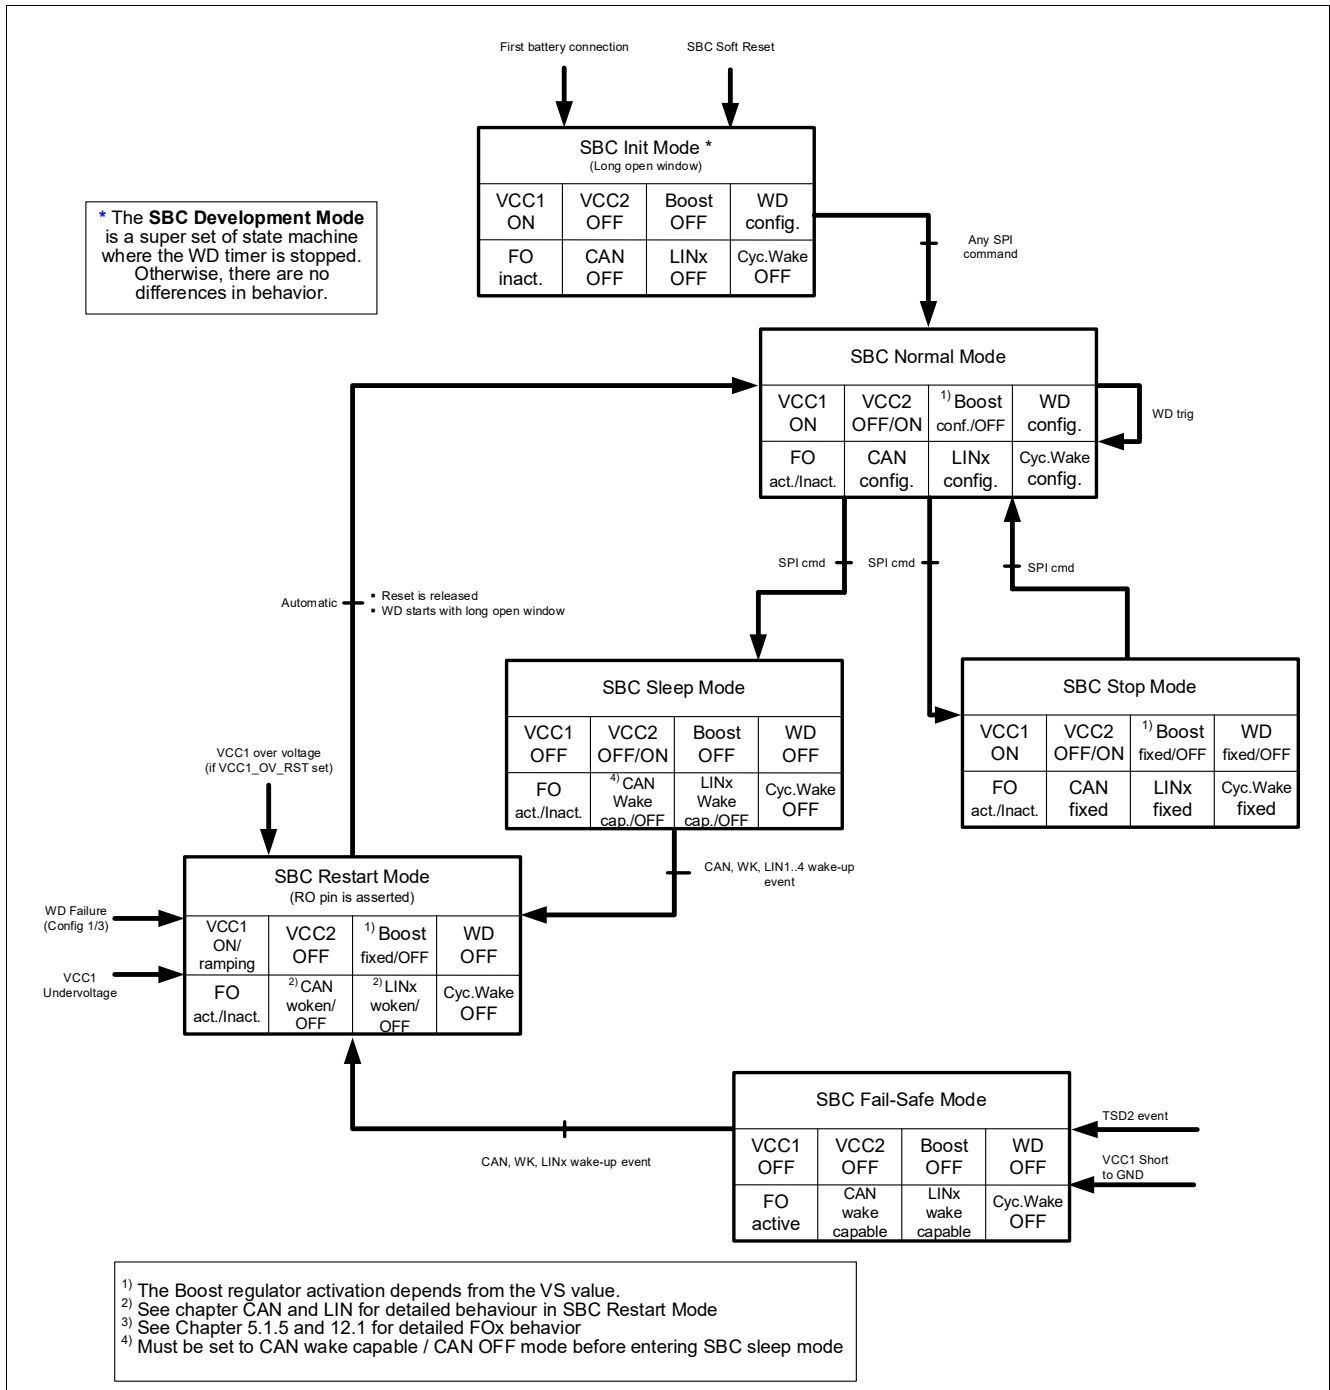 First battery connection
SBC Soft Reset
SBC Init Mode *
(Long open window)
VCC1
ON
VCC2
OFF
Boost
OFF
WD
config.
FO
inact.
CAN
OFF
LINx
OFF
Cyc.Wake
OFF
* The SBC Development Mode
is a super set of state machine
where the WD timer is stopped.
Otherwise, there are no
differences in behavior.
Any SPI
command
SBC Normal Mode
VCC1
ON
VCC2
OFF/ON
1) Boost
conf./OFF
WD
config.
FO
act./Inact.
CAN
config.
LINx
config.
Cyc.Wake
config.
WD trig
SPI cmd
SPI cmd
SPI cmd
Automatic
▪ Reset is released
▪ WD starts with long open window
SBC Sleep Mode
VCC1
OFF
VCC2
OFF/ON
Boost
OFF
WD
OFF
FO
act./Inact.
4) CAN
Wake
cap./OFF
LINx
Wake
cap./OFF
Cyc.Wake
OFF
SBC Stop Mode
VCC1
ON
VCC2
OFF/ON
1) Boost
fixed/OFF
WD
fixed/OFF
FO
act./Inact.
CAN
fixed
LINx
fixed
Cyc.Wake
fixed
VCC1 over voltage
(if VCC1_OV_RST set)
CAN, WK, LIN1..4 wake-up
event
SBC Restart Mode
(RO pin is asserted)
WD Failure
(Config 1/3)
VCC1
Undervoltage
VCC1
ON/
ramping
VCC2
OFF
1) Boost
fixed/OFF
WD
OFF
FO
act./Inact.
2) CAN
woken/
OFF
2) LINx
woken/
OFF
Cyc.Wake
OFF
CAN, WK, LINx wake-up event
SBC Fail-Safe Mode
VCC1
OFF
VCC2
OFF
Boost
OFF
WD
OFF
FO
active
CAN
wake
capable
LINx
wake
capable
Cyc.Wake
OFF
TSD2 event
VCC1 Short
to GND
1) The Boost regulator activation depends from the VS value.
2) See chapter CAN and LIN for detailed behaviour in SBC Restart Mode
3) See Chapter 5.1.5 and 12.1 for detailed FOx behavior
4) Must be set to CAN wake capable / CAN OFF mode before entering SBC sleep mode